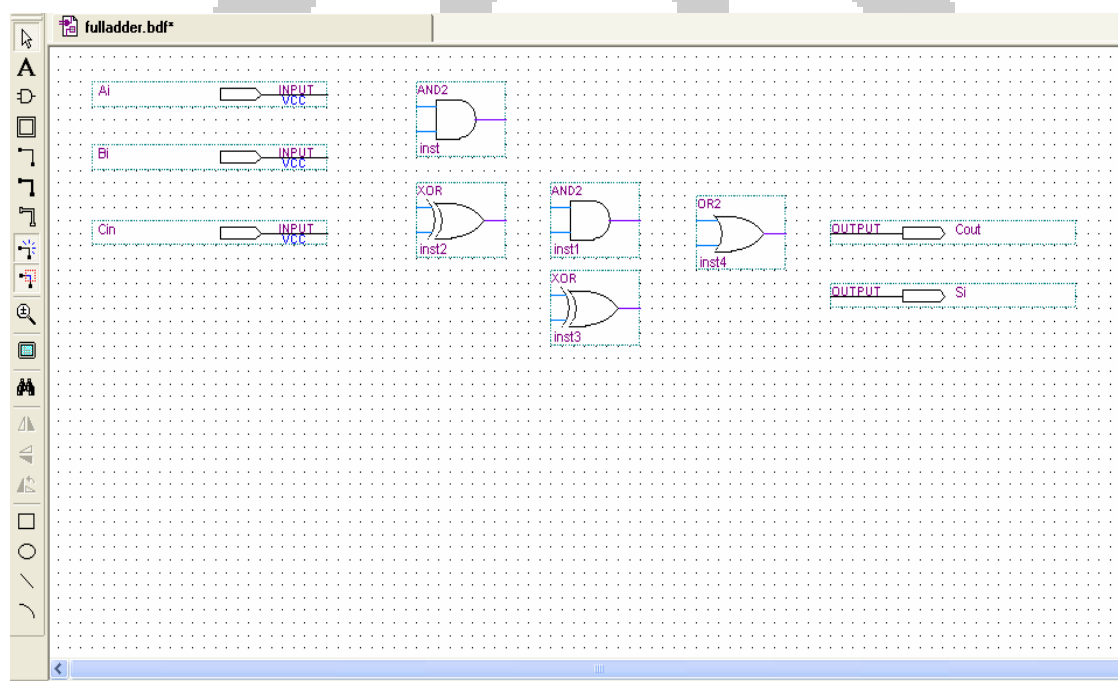 fulladder.bdf*
A
Ai
INPUT
VCC
AND2
inst
Bi
INPUT
VCC
XOR
inst2
AND2
inst1
OR2
inst4
Cin
INPUT
VCC
OUTPUT
Cout
XOR
inst3
OUTPUT
Si